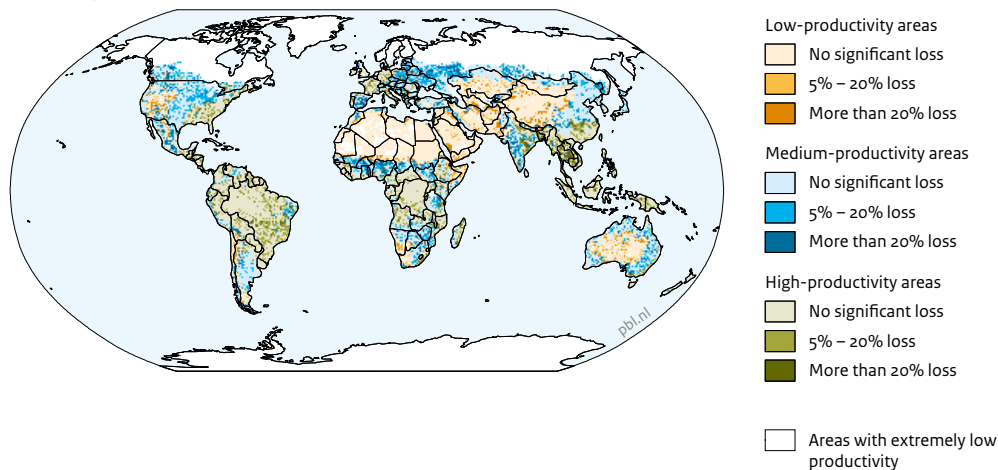 Low-productivity areas
No significant loss
5% – 20% loss
More than 20% loss
Medium-productivity areas
No significant loss
5% – 20% loss
More than 20% loss
High-productivity areas
No significant loss
5% – 20% loss
More than 20% loss
Areas with extremely low
productivity
pbl.nl